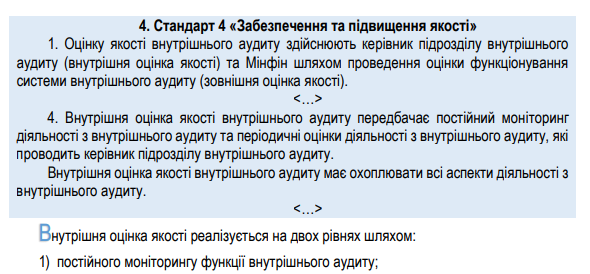 4. Стандарт 4 «Забезпечення та підвищення якості»
1. Оцінку якості внутрішнього аудиту здійснюють керівник підрозділу внутрішнього
аудиту (внутрішня оцінка якості) та Мінфін шляхом проведення оцінки функціонування
системи внутрішнього аудиту (зовнішня оцінка якості).
<…>
4. Внутрішня оцінка якості внутрішнього аудиту передбачає постійний моніторинг
діяльності з внутрішнього аудиту та періодичні оцінки діяльності з внутрішнього аудиту, які
проводить керівник підрозділу внутрішнього аудиту.
Внутрішня оцінка якості внутрішнього аудиту має охоплювати всі аспекти діяльності з
внутрішнього аудиту.
<…>
Внутрішня оцінка якості реалізується на двох рівнях шляхом:
1) постійного моніторингу функції внутрішнього аудиту;